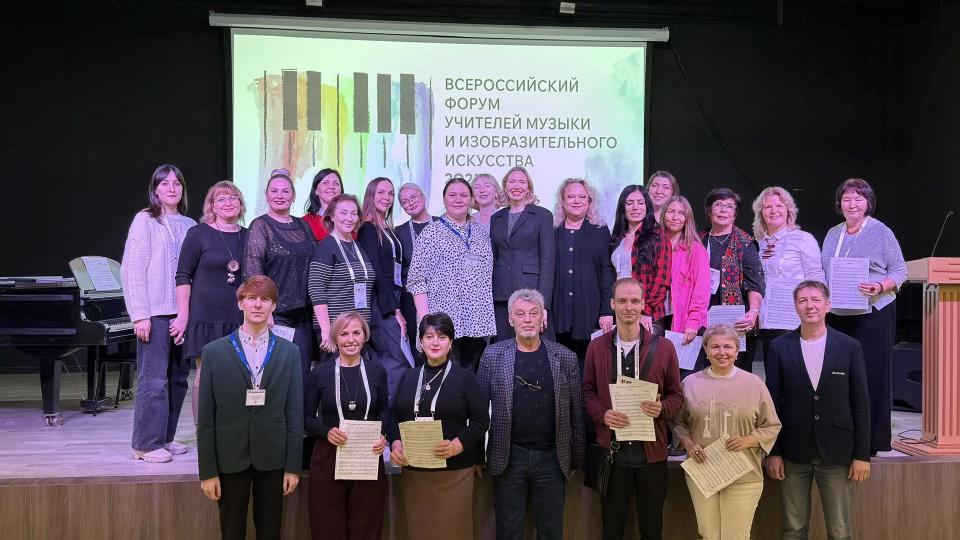 ВСЕРОССИЙСКИЙ
ФОРУМ
УЧИТЕЛЕЙ МУЗЫКИ
И ИЗОБРАЗИТЕЛЬНОГО
ИСКУССТВА